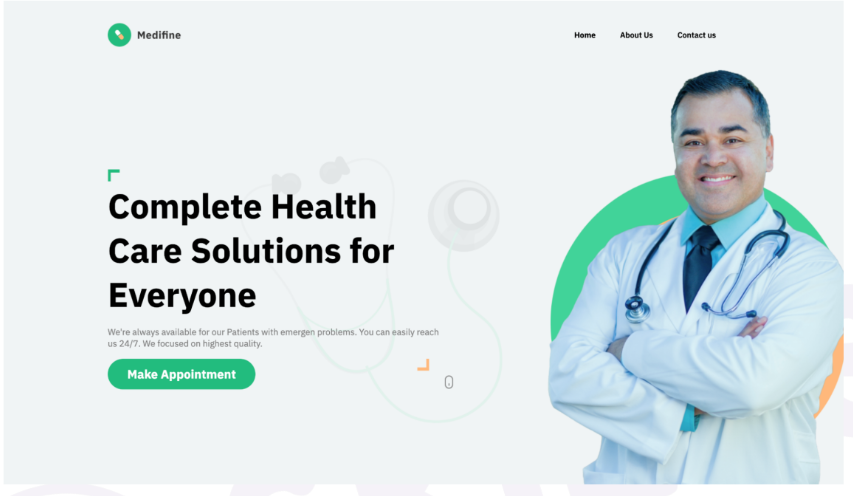 Medifine
Home
About Us
Contact us
Complete Health
Care Solutions for
Everyone
We're always available for our Patients with emergen problems. You can easily reach
us 24/7. We focused on highest quality.
Make Appointment